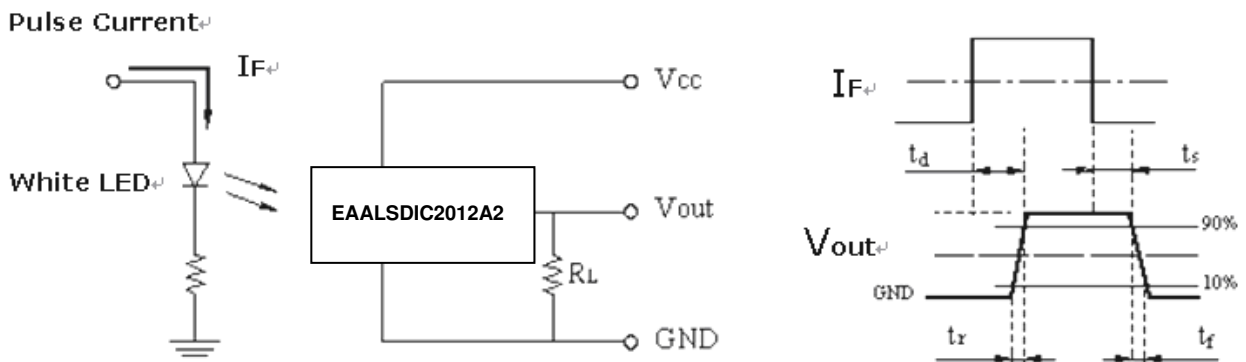 Pulse Current↵
IF↵
White LED↵
EAALSDIC2012A2
Vcc
Vout
RL
GND
IF↵
td
ts
Vout↵
90%
10%
GND
tr
tf